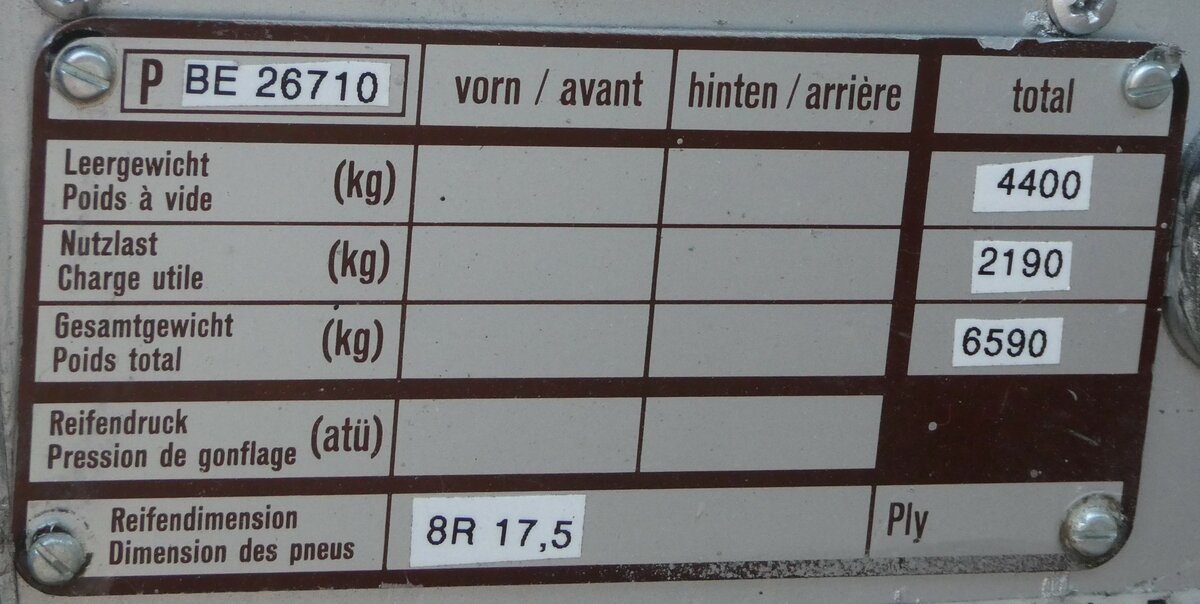 P BE 26710 vorn / avant hinten / arrière total
Leergewicht
Poids à vide (kg) 4400
Nutzlast
Charge utile (kg) 2190
Gesamtgewicht
Poids total (kg) 6590
Reifendruck
Pression de gonflage (atü)
Reifendimension
Dimension des pneus 8R 17,5 Ply